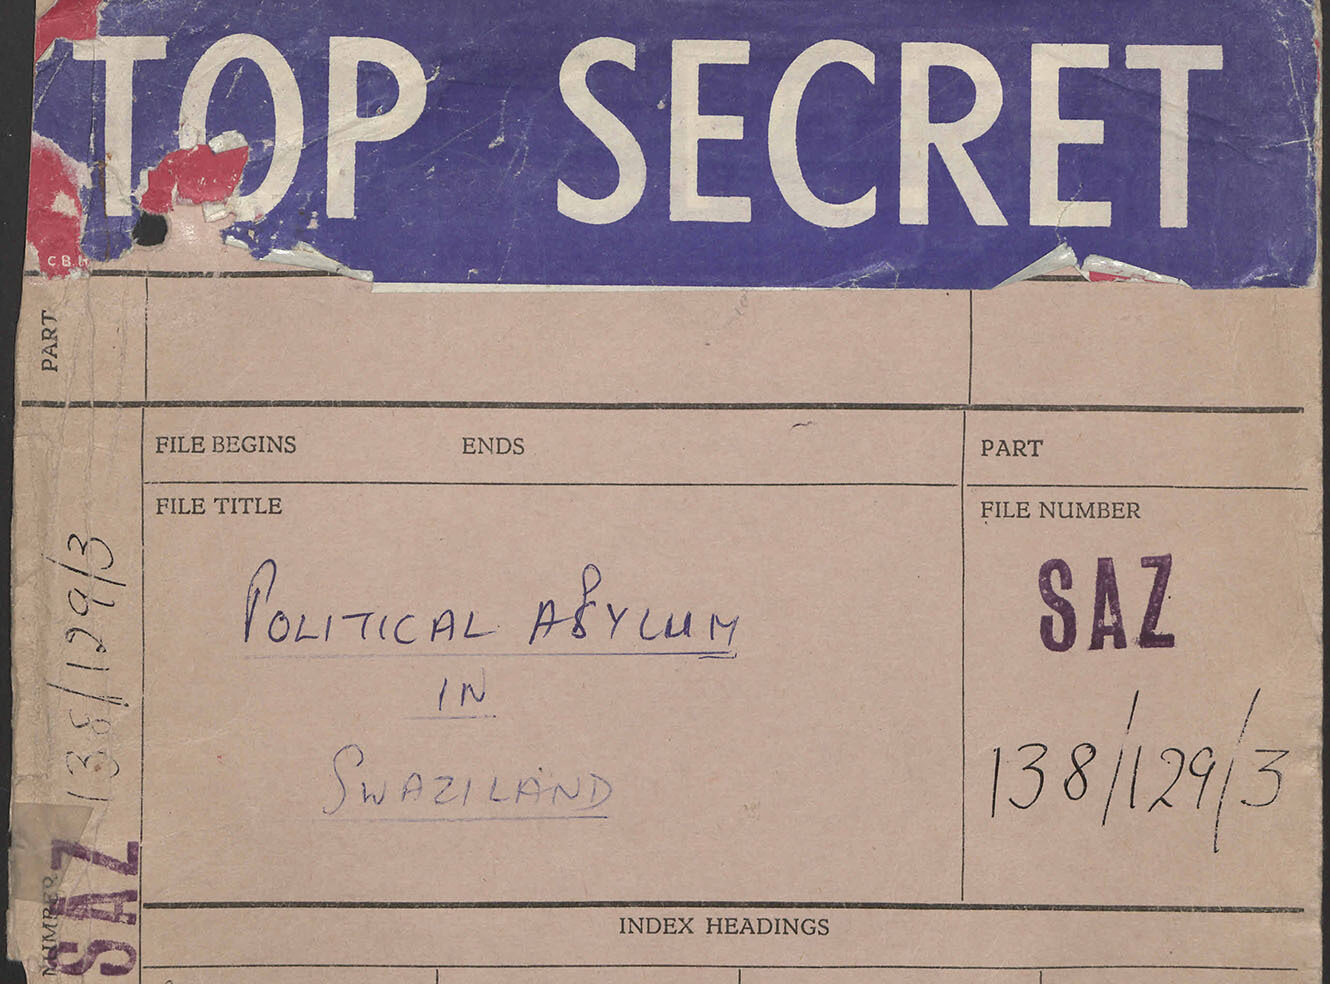 TOP SECRET
C.B.
PART
FILE BEGINS ENDS PART
FILE TITLE FILE NUMBER
POLITICAL ASYLUM
IN
SWAZILAND
SAZ
138/129/3
INDEX HEADINGS
NUMBER
SAZ 138/129/3